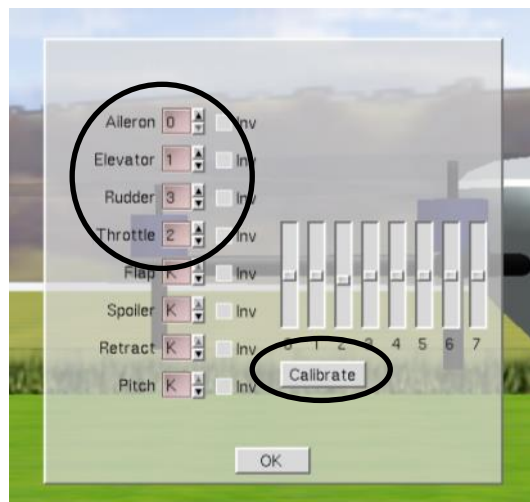 Aileron 0 Inv
Elevator 1 Inv
Rudder 3 Inv
Throttle 2 Inv
Flap K Inv
Spoiler K Inv
Retract K Inv
Pitch K Inv
0 1 2 3 4 5 6 7
Calibrate
OK